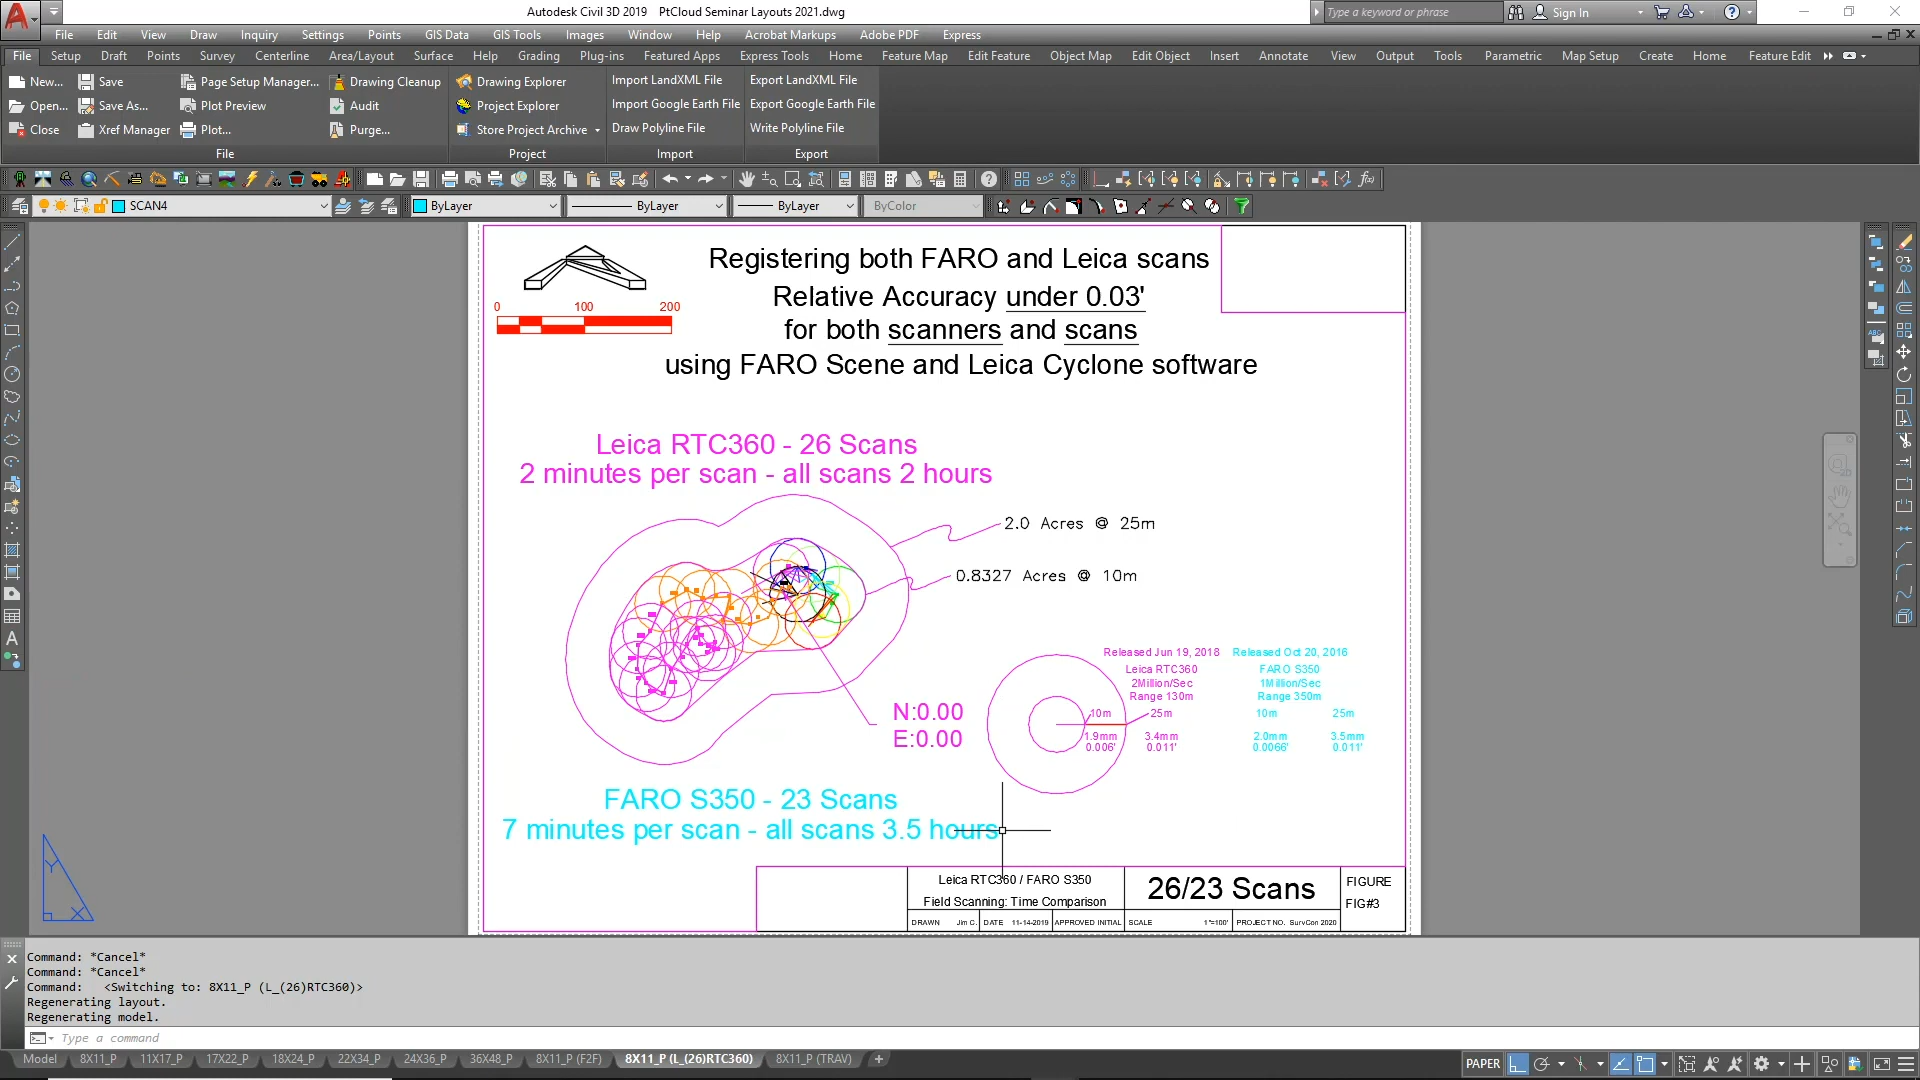 Autodesk Civil 3D 2019 PtCloud Seminar Layouts 2021.dwg
Type a keyword or phrase
Sign In
File Edit View Draw Inquiry Settings Points GIS Data GIS Tools Images Window Help Acrobat Markups Adobe PDF Express
File Setup Draft Points Survey Centerline Area/Layout Surface Help Grading Plug-ins Featured Apps Express Tools Home Feature Map Edit Feature Object Map Edit Object Insert Annotate View Output Tools Parametric Map Setup Create Home Feature Edit
New... Save Page Setup Manager... Drawing Cleanup Drawing Explorer Import LandXML File Export LandXML File
Open... Save As... Plot Preview Audit Project Explorer Import Google Earth File Export Google Earth File
Close Xref Manager Plot... Purge... Store Project Archive Draw Polyline File Write Polyline File
File Project Import Export
SCAN4 ByLayer ByLayer ByLayer ByColor
Registering both FARO and Leica scans
Relative Accuracy under 0.03'
for both scanners and scans
using FARO Scene and Leica Cyclone software
0 100 200
Leica RTC360 - 26 Scans
2 minutes per scan - all scans 2 hours
2.0 Acres @ 25m
0.8327 Acres @ 10m
N:0.00
E:0.00
Released Jun 19, 2018 Released Oct 20, 2016
Leica RTC360 FARO S350
2Million/Sec 1Million/Sec
Range 130m Range 350m
10m 25m 10m 25m
1.9mm 3.4mm 2.0mm 3.5mm
0.006' 0.011' 0.0066' 0.011'
FARO S350 - 23 Scans
7 minutes per scan - all scans 3.5 hours
Leica RTC360 / FARO S350
Field Scanning: Time Comparison
26/23 Scans
FIGURE
FIG#3
DRAWN Jim C. DATE 11-14-2019 APPROVED INITIAL SCALE 1"=100' PROJECT NO. SurvCon 2020
Y
X
Command: *Cancel*
Command: *Cancel*
Command: <Switching to: 8X11_P (L_(26)RTC360)>
Regenerating layout.
Regenerating model.
Type a command
Model 8X11_P 11X17_P 17X22_P 18X24_P 22X34_P 24X36_P 36X48_P 8X11_P (F2F) 8X11_P (L_(26)RTC360) 8X11_P (TRAV) +
PAPER